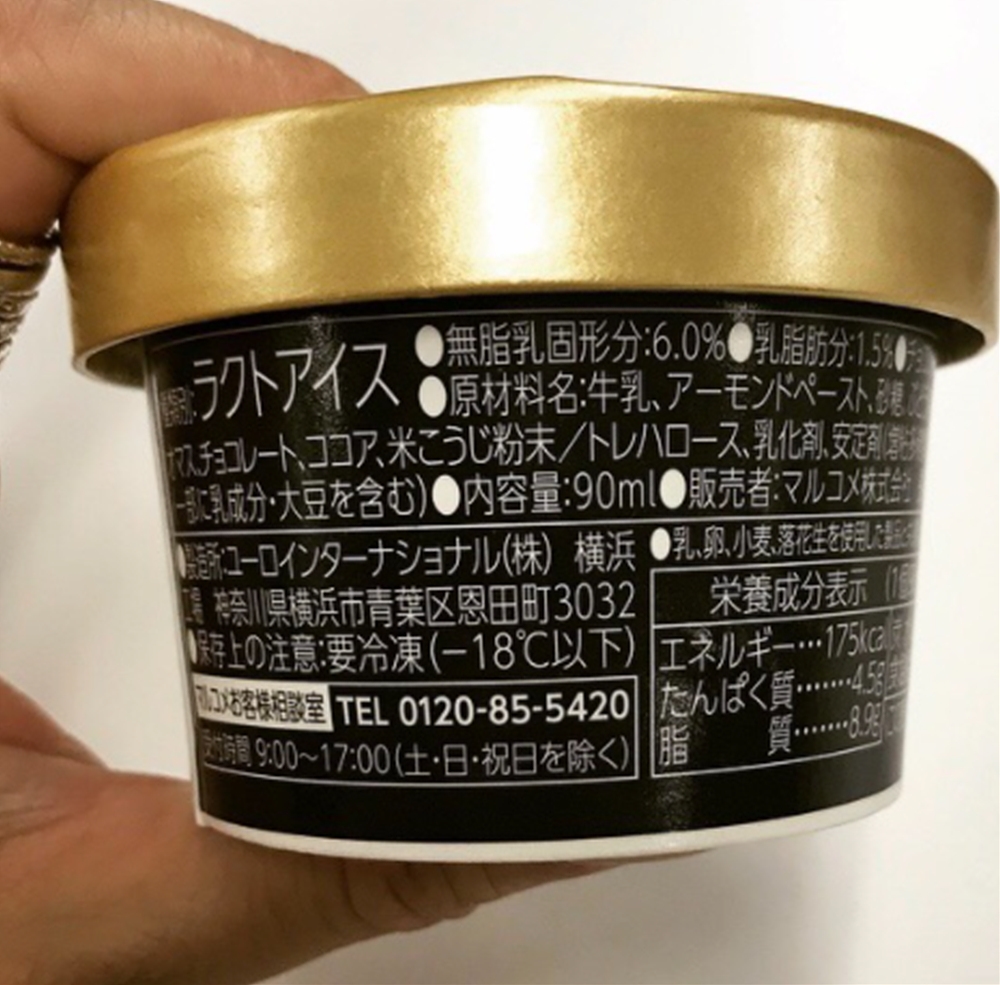 ラクトアイス
●無脂乳固形分:6.0%●乳脂肪分:1.5%●
●原材料名:牛乳、アーモンドペースト、砂糖、
マス、チョコレート、ココア、米こうじ粉末／トレハロース、乳化剤、安定剤(
一部に乳成分・大豆を含む)●内容量:90ml●販売者:マルコメ株式会
●製造所:ユーロインターナショナル(株) 横浜
工場 神奈川県横浜市青葉区恩田町3032
●保存上の注意:要冷凍(−18℃以下)
マルコメお客様相談室 TEL 0120-85-5420
受付時間 9:00〜17:00(土・日・祝日を除く)
●乳、卵、小麦、落花生を使用した製品と
栄養成分表示 (1個
エネルギー…175kcal
たんぱく質……4.5g
脂 質……8.9g